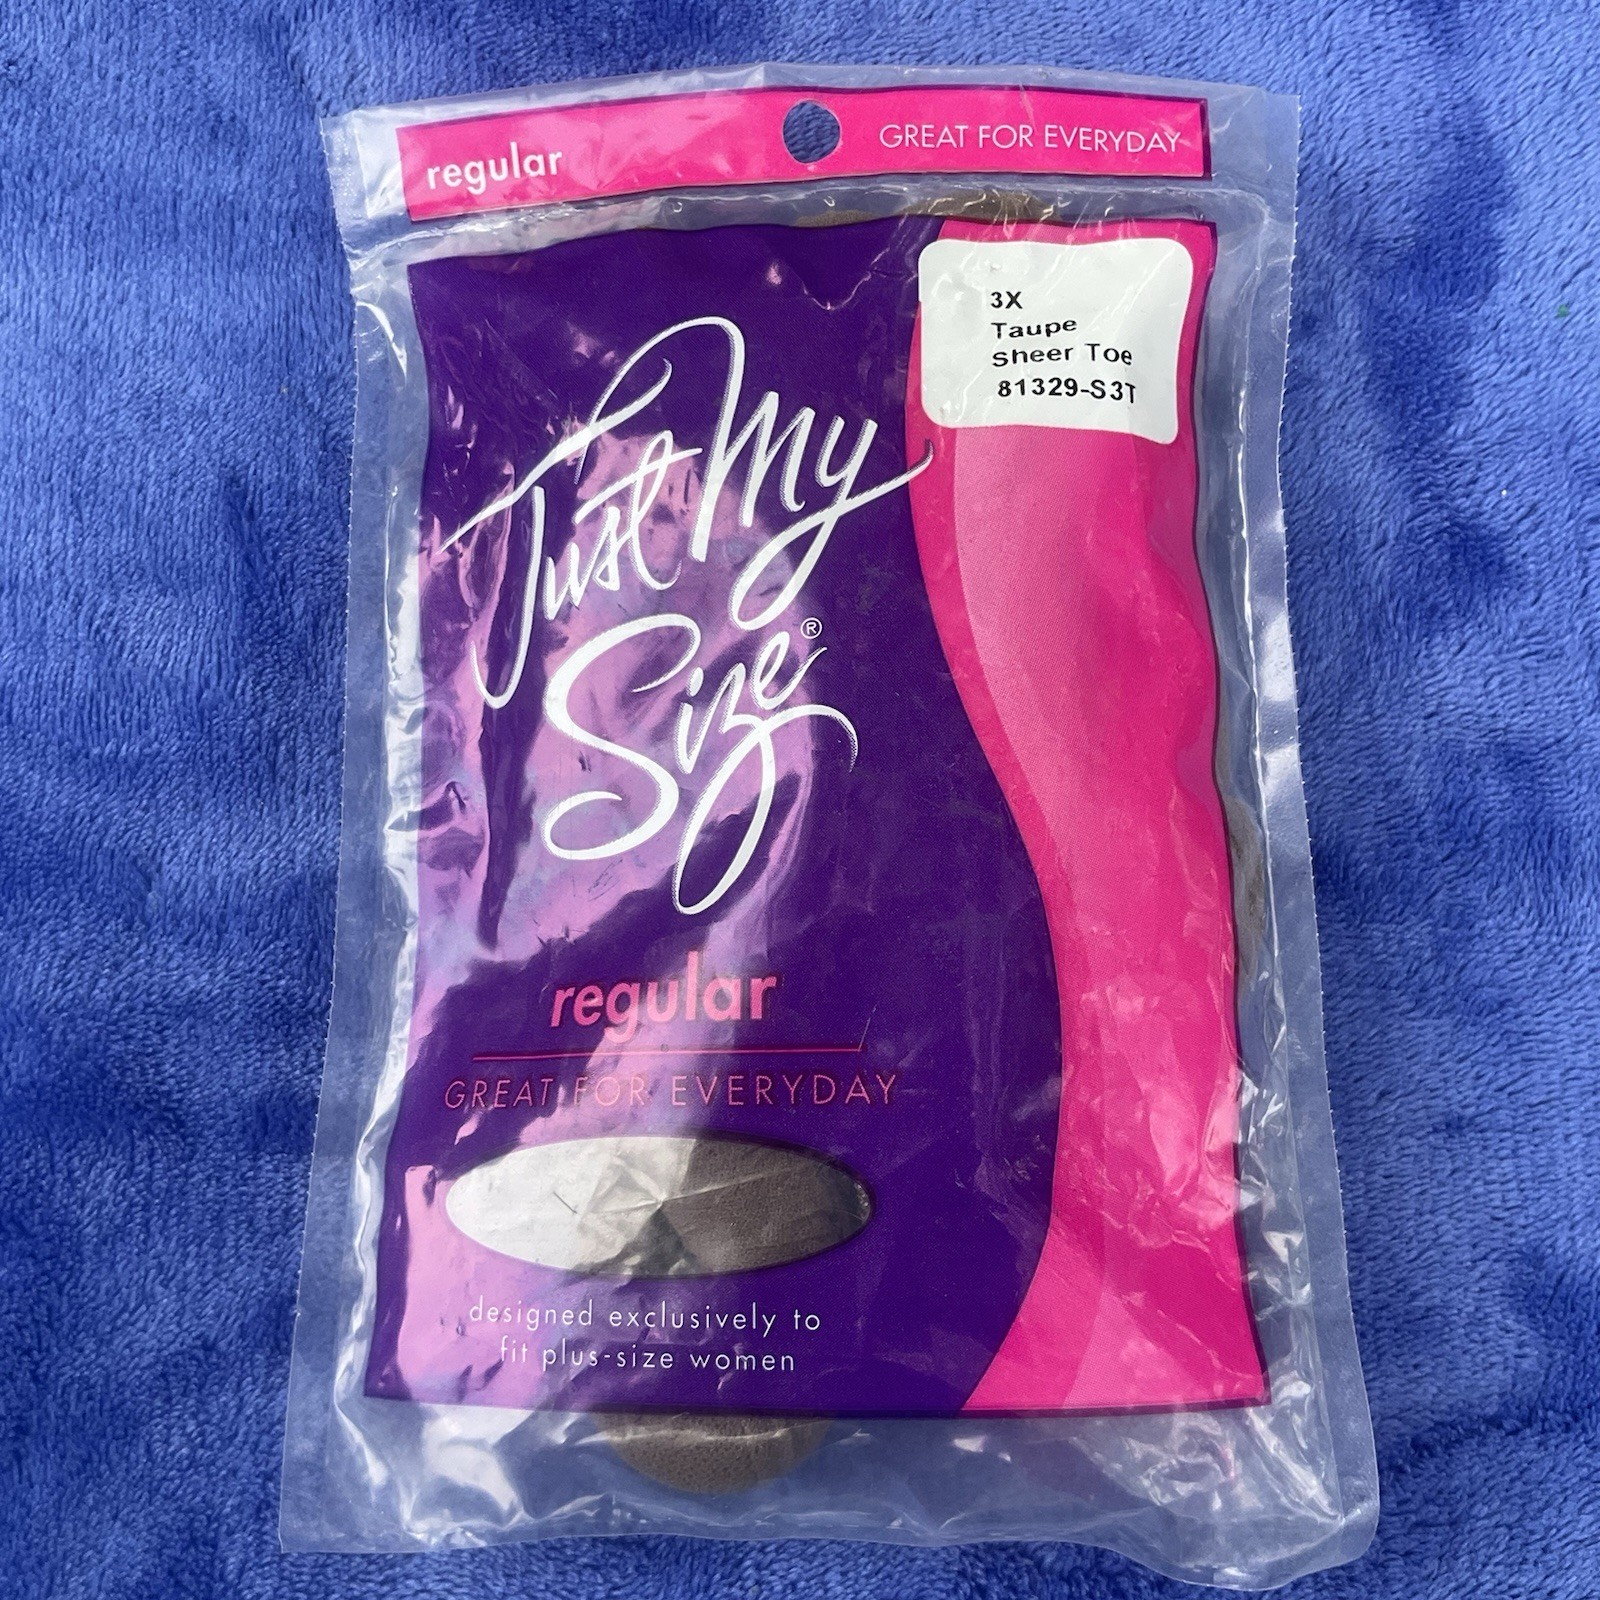 regular
GREAT FOR EVERYDAY
3X
Taupe
Sheer Toe
81329-S3T
Just My
Size®
regular
GREAT FOR EVERYDAY
designed exclusively to
fit plus-size women